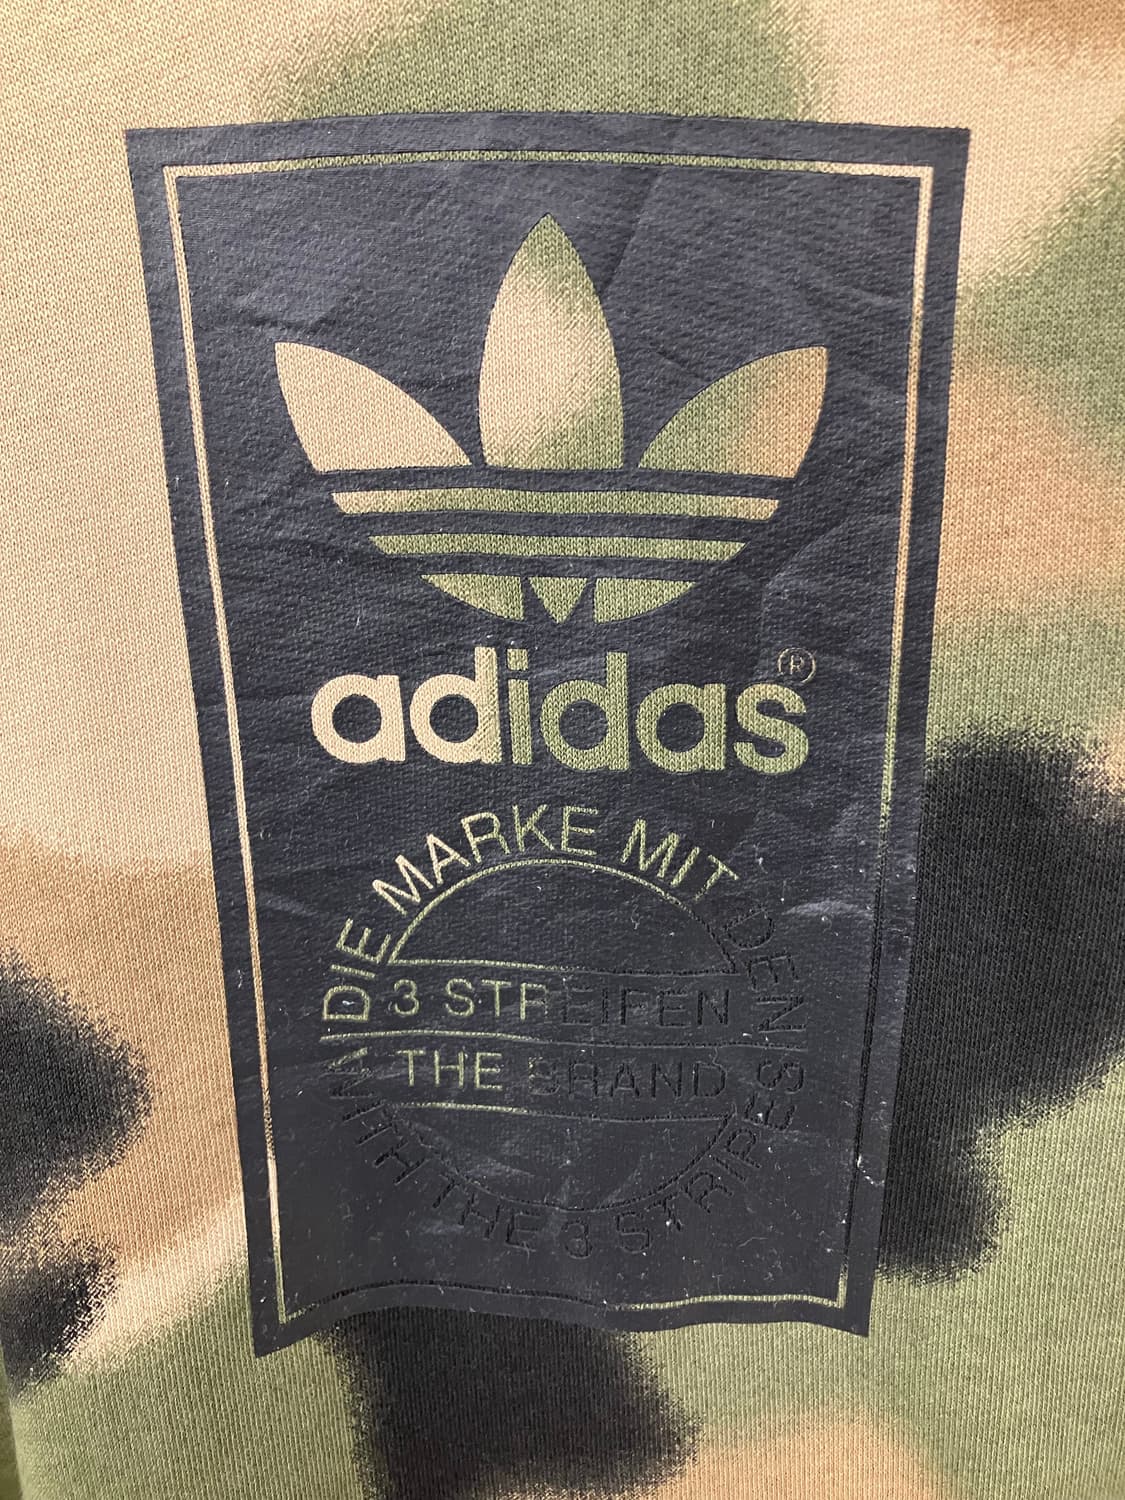 adidas®
DIE MARKE MIT DEN
3 STREIFEN
THE BRAND
WITH THE 3 STRIPES